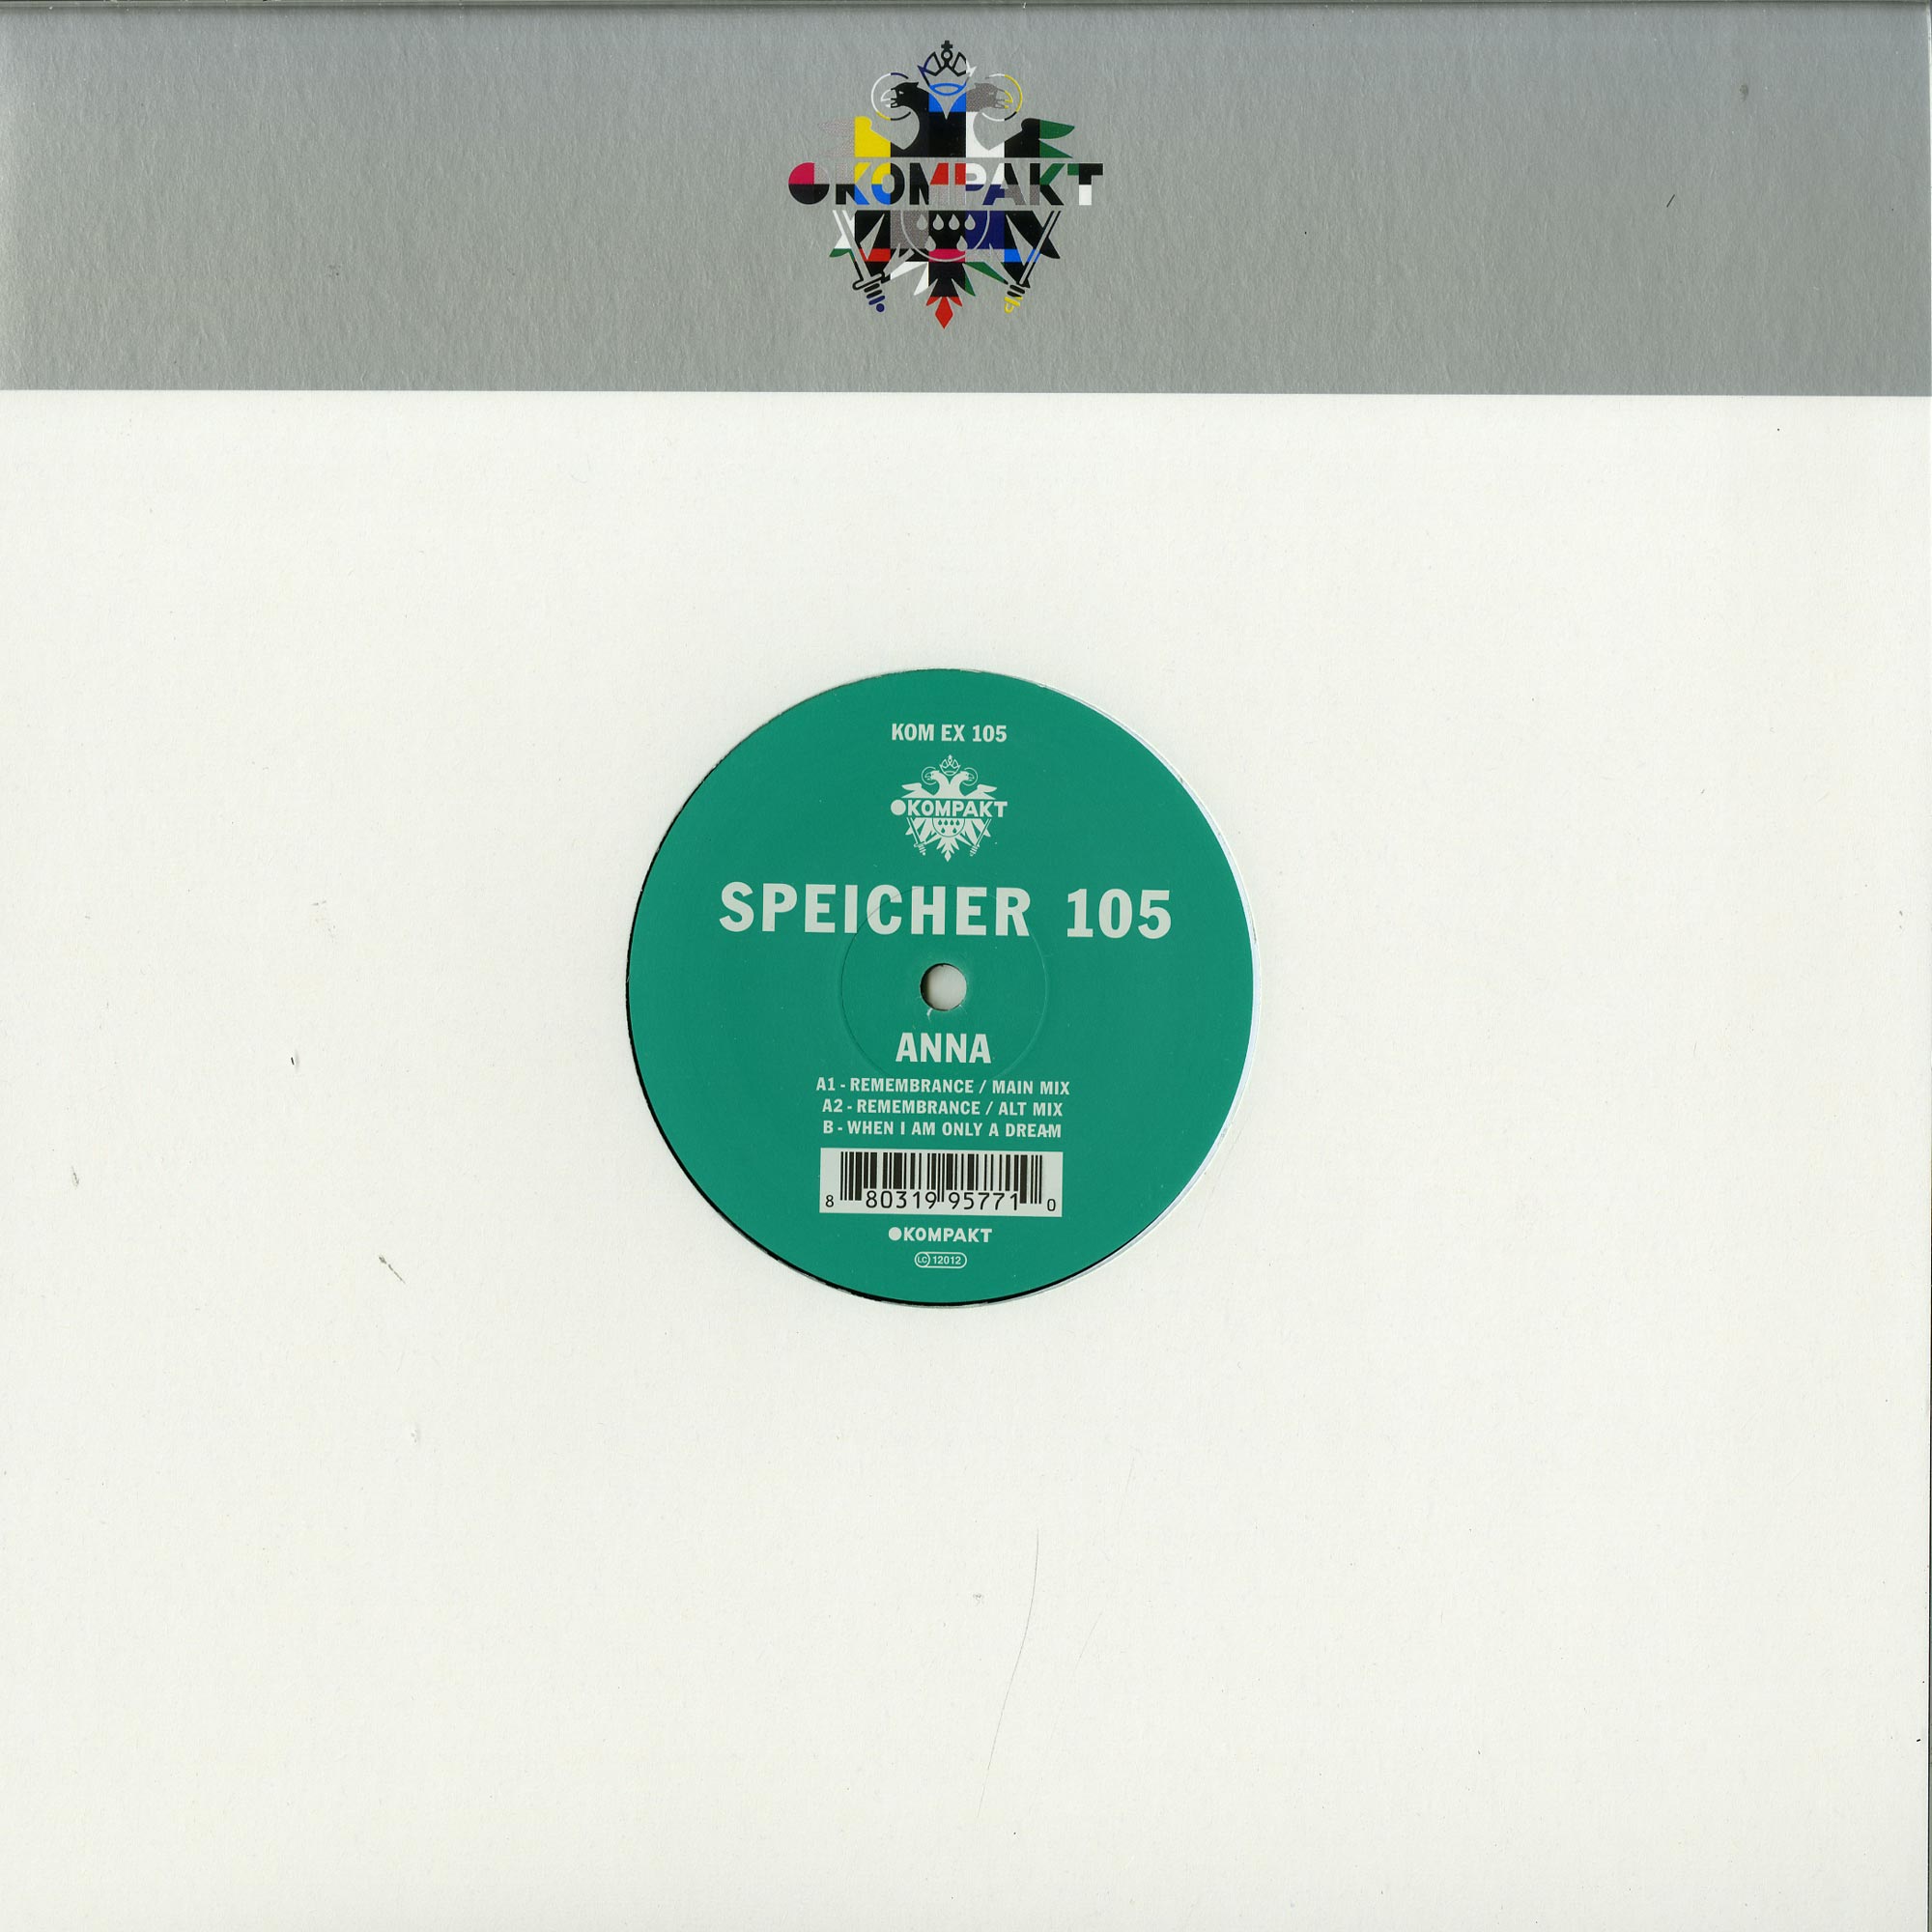 KOMPAKT
KOM EX 105
KOMPAKT
SPEICHER 105
ANNA
A1 - REMEMBRANCE / MAIN MIX
A2 - REMEMBRANCE / ALT MIX
B - WHEN I AM ONLY A DREAM
8 80319 95771 0
KOMPAKT
LC 12012